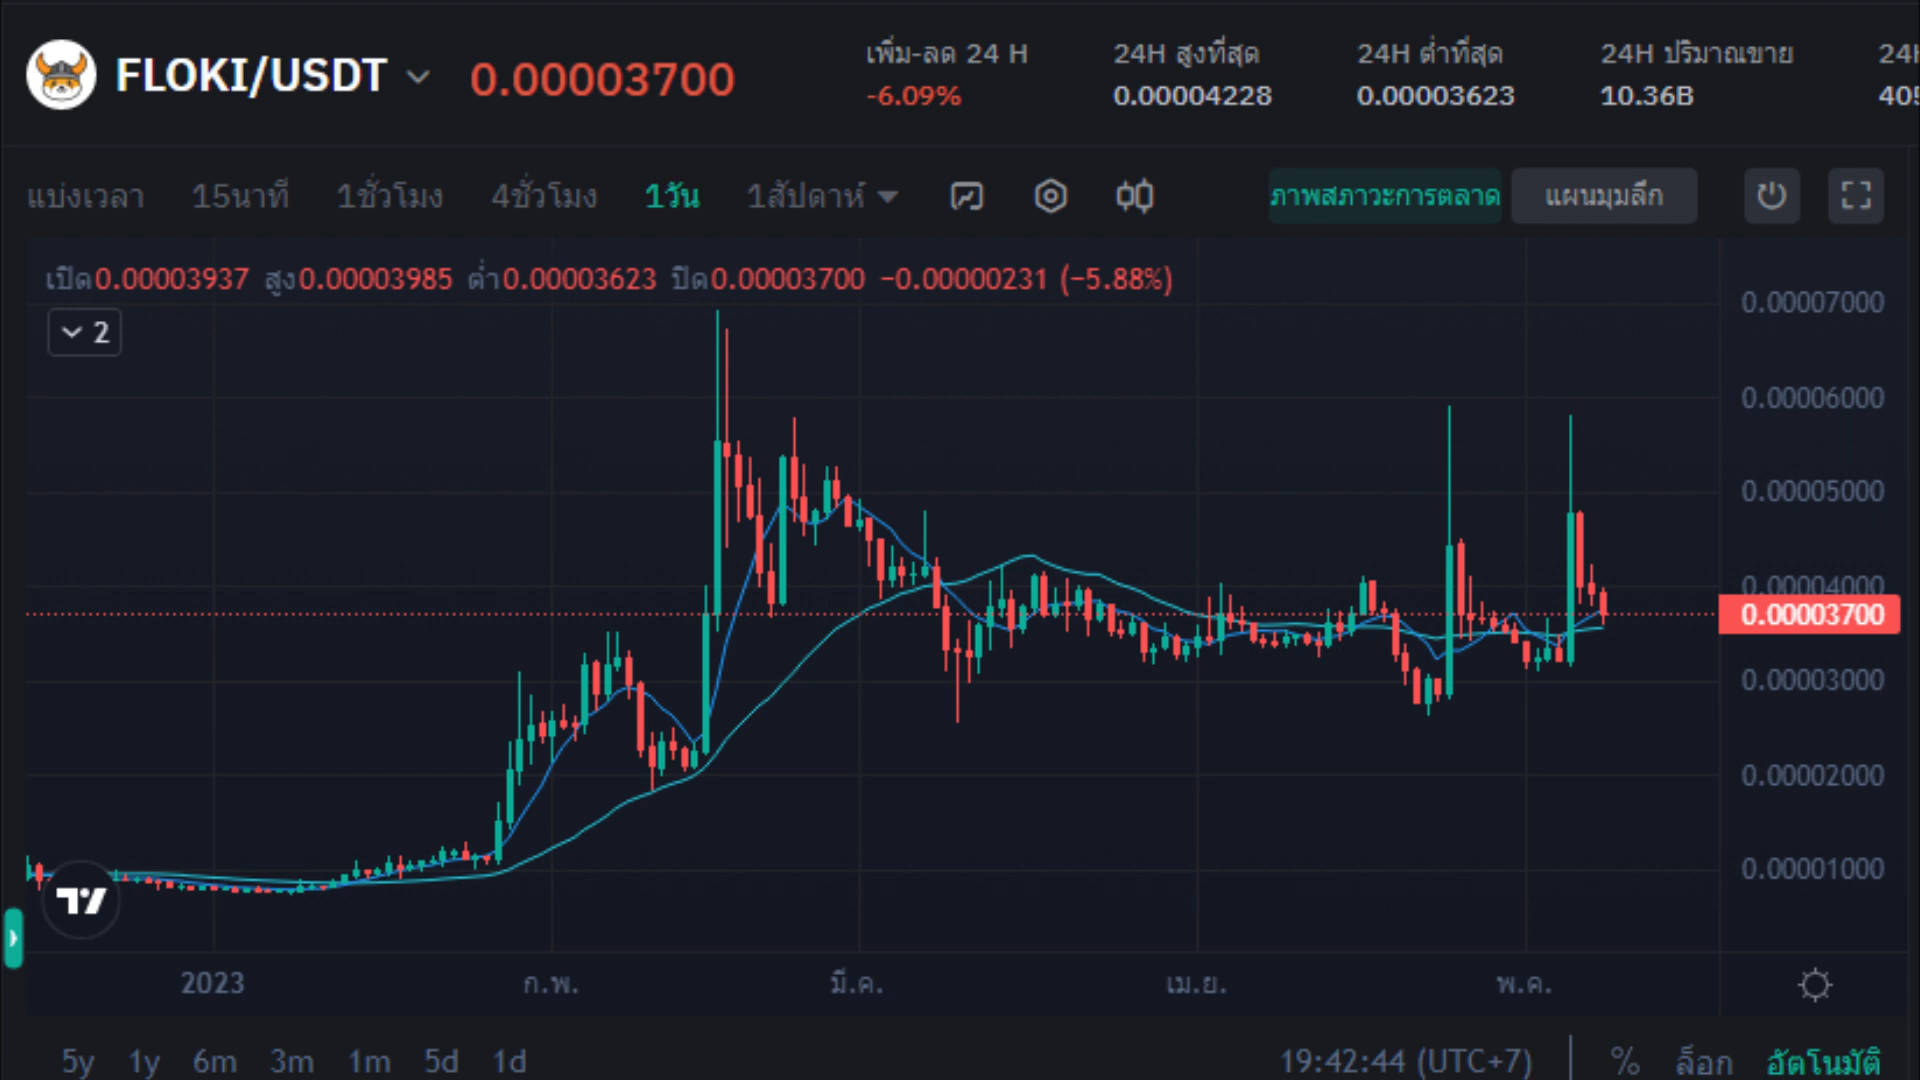 FLOKI/USDT 0.00003700
เพิ่ม-ลด 24 H
-6.09%
24H สูงที่สุด
0.00004228
24H ต่ำที่สุด
0.00003623
24H ปริมาณขาย
10.36B
แบ่งเวลา 15นาที 1ชั่วโมง 4ชั่วโมง 1วัน 1สัปดาห์ ภาพสภาวะการตลาด แผนมุมลึก
เปิด0.00003937 สูง0.00003985 ต่ำ0.00003623 ปิด0.00003700 −0.00000231 (−5.88%)
2
0.00007000
0.00006000
0.00005000
0.00004000
0.00003700
0.00003000
0.00002000
0.00001000
2023 ก.พ. มี.ค. เม.ย. พ.ค.
5y 1y 6m 3m 1m 5d 1d 19:42:44 (UTC+7) % ล็อก อัตโนมัติ